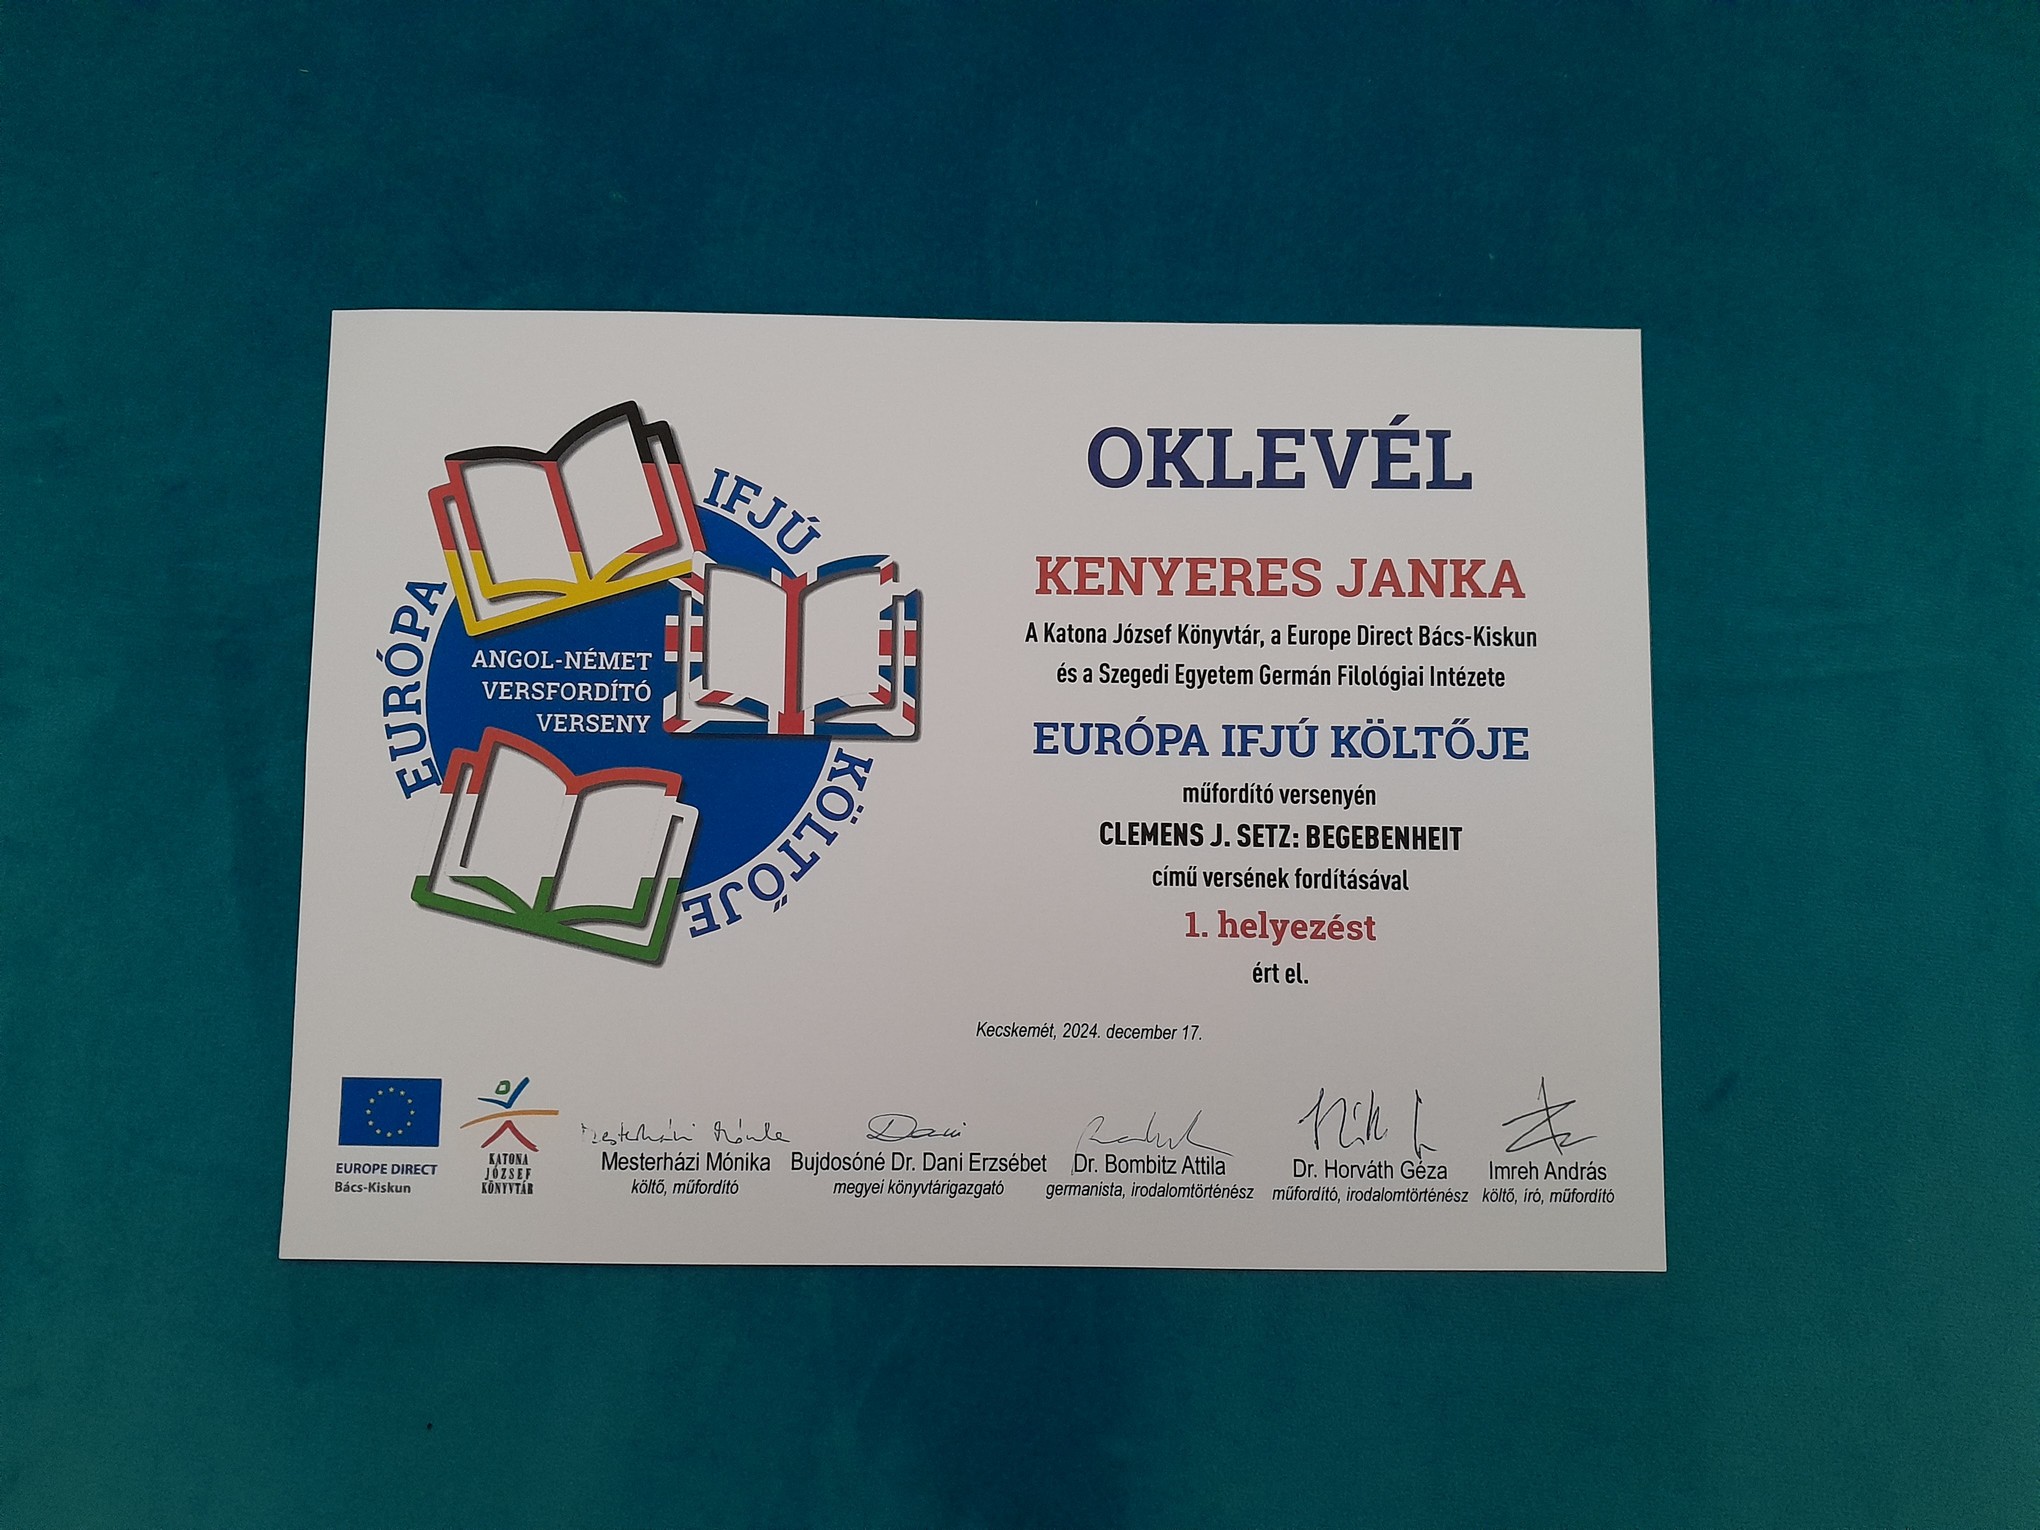 EURÓPA IFJÚ KÖLTŐJE
ANGOL-NÉMET
VERSFORDÍTÓ
VERSENY
OKLEVÉL
KENYERES JANKA
A Katona József Könyvtár, a Europe Direct Bács-Kiskun
és a Szegedi Egyetem Germán Filológiai Intézete
EURÓPA IFJÚ KÖLTŐJE
műfordító versenyén
CLEMENS J. SETZ: BEGEBENHEIT
című versének fordításával
1. helyezést
ért el.
Kecskemét, 2024. december 17.
EUROPE DIRECT
Bács-Kiskun
KATONA
JÓZSEF
KÖNYVTÁR
Mesterházi Mónika
költő, műfordító
Bujdosóné Dr. Dani Erzsébet
megyei könyvtárigazgató
Dr. Bombitz Attila
germanista, irodalomtörténész
Dr. Horváth Géza
műfordító, irodalomtörténész
Imreh András
költő, író, műfordító